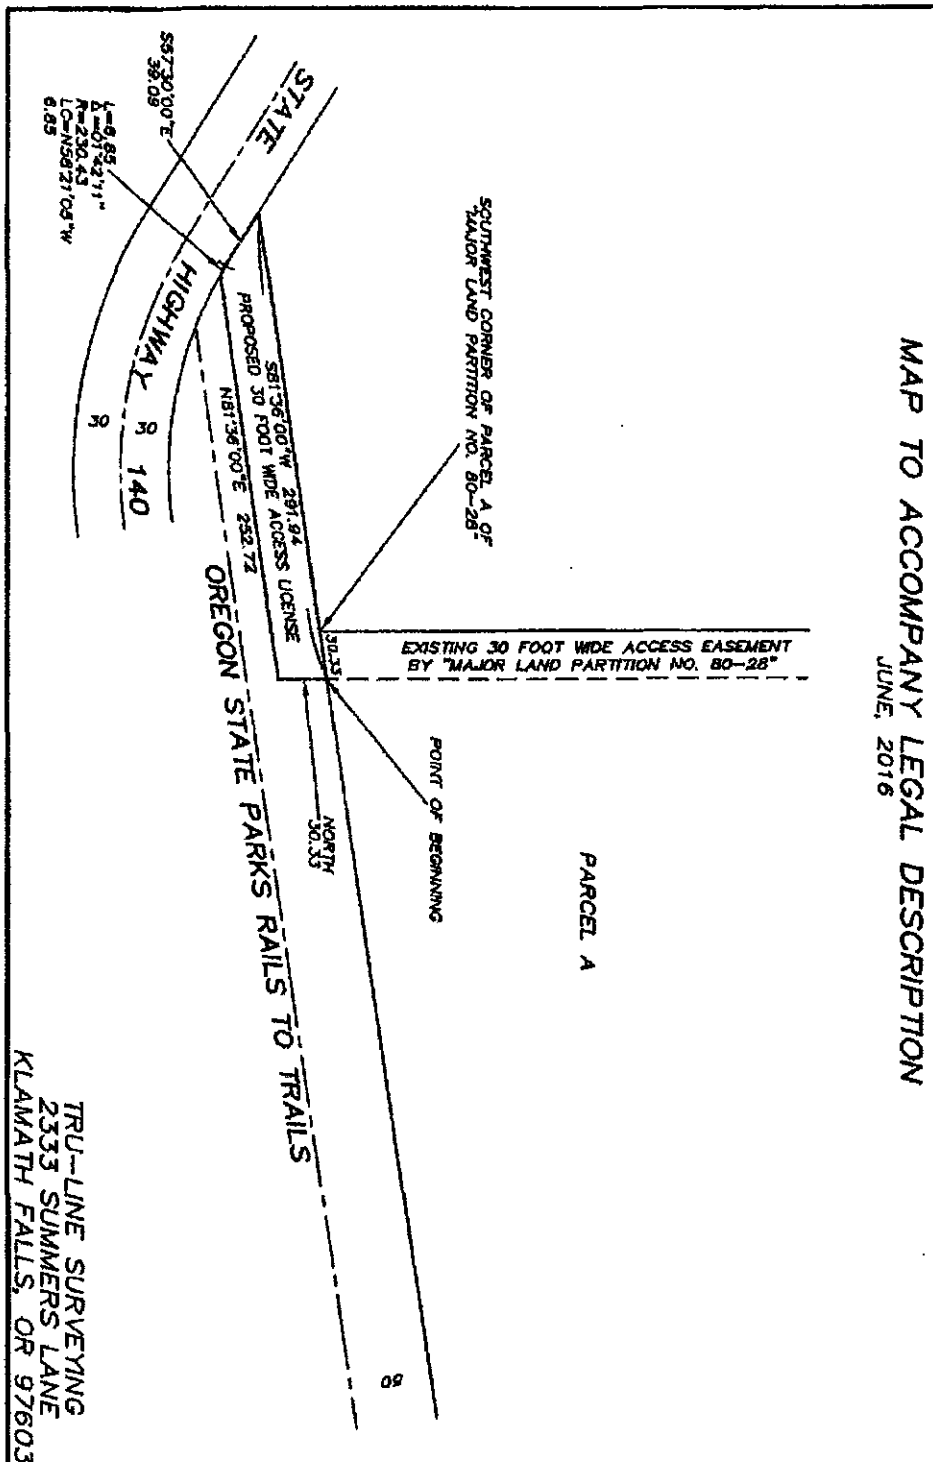 MAP TO ACCOMPANY LEGAL DESCRIPTION
JUNE, 2016
EXISTING 30 FOOT WIDE ACCESS EASEMENT
BY "MAJOR LAND PARTITION NO. 80-28"
PARCEL A
SOUTHWEST CORNER OF PARCEL A OF
"MAJOR LAND PARTITION NO. 80-28"
POINT OF BEGINNING
30.33
NORTH
30.33
S81°36'00"W 291.94
PROPOSED 30 FOOT WIDE ACCESS LICENSE
N81°36'00"E 252.72
STATE
HIGHWAY
140
30
30
S57°30'00"E
39.09
L=6.85
Δ=01°42'11"
R=230.43
LC=N58°21'05"W
6.85
OREGON STATE PARKS RAILS TO TRAILS
50
TRU-LINE SURVEYING
2333 SUMMERS LANE
KLAMATH FALLS, OR 97603